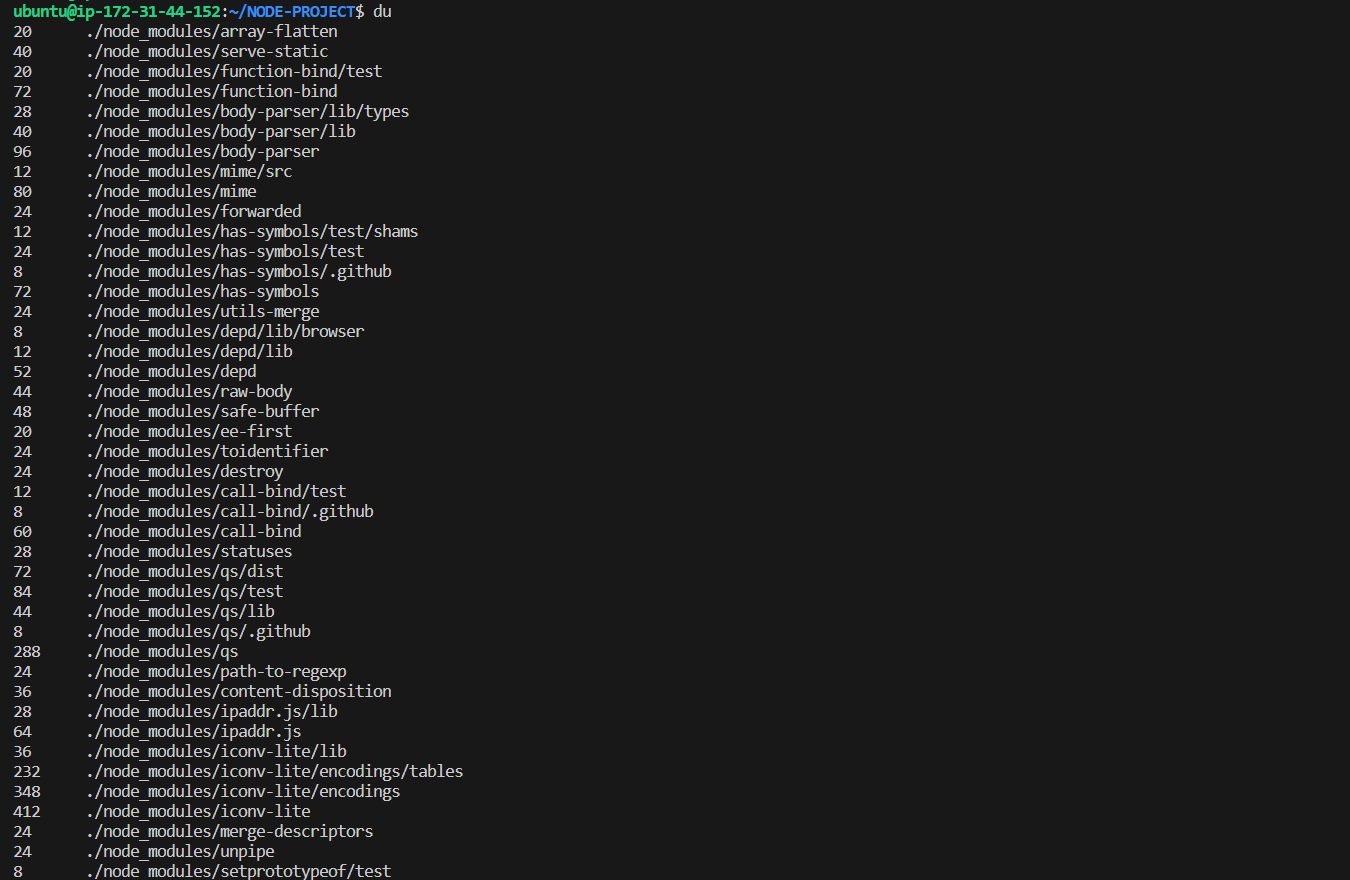 ubuntu@ip-172-31-44-152:~/NODE-PROJECT$ du
20 ./node_modules/array-flatten
40 ./node_modules/serve-static
20 ./node_modules/function-bind/test
72 ./node_modules/function-bind
28 ./node_modules/body-parser/lib/types
40 ./node_modules/body-parser/lib
96 ./node_modules/body-parser
12 ./node_modules/mime/src
80 ./node_modules/mime
24 ./node_modules/forwarded
12 ./node_modules/has-symbols/test/shams
24 ./node_modules/has-symbols/test
8 ./node_modules/has-symbols/.github
72 ./node_modules/has-symbols
24 ./node_modules/utils-merge
8 ./node_modules/depd/lib/browser
12 ./node_modules/depd/lib
52 ./node_modules/depd
44 ./node_modules/raw-body
48 ./node_modules/safe-buffer
20 ./node_modules/ee-first
24 ./node_modules/toidentifier
24 ./node_modules/destroy
12 ./node_modules/call-bind/test
8 ./node_modules/call-bind/.github
60 ./node_modules/call-bind
28 ./node_modules/statuses
72 ./node_modules/qs/dist
84 ./node_modules/qs/test
44 ./node_modules/qs/lib
8 ./node_modules/qs/.github
288 ./node_modules/qs
24 ./node_modules/path-to-regexp
36 ./node_modules/content-disposition
28 ./node_modules/ipaddr.js/lib
64 ./node_modules/ipaddr.js
36 ./node_modules/iconv-lite/lib
232 ./node_modules/iconv-lite/encodings/tables
348 ./node_modules/iconv-lite/encodings
412 ./node_modules/iconv-lite
24 ./node_modules/merge-descriptors
24 ./node_modules/unpipe
8 ./node_modules/setprototypeof/test